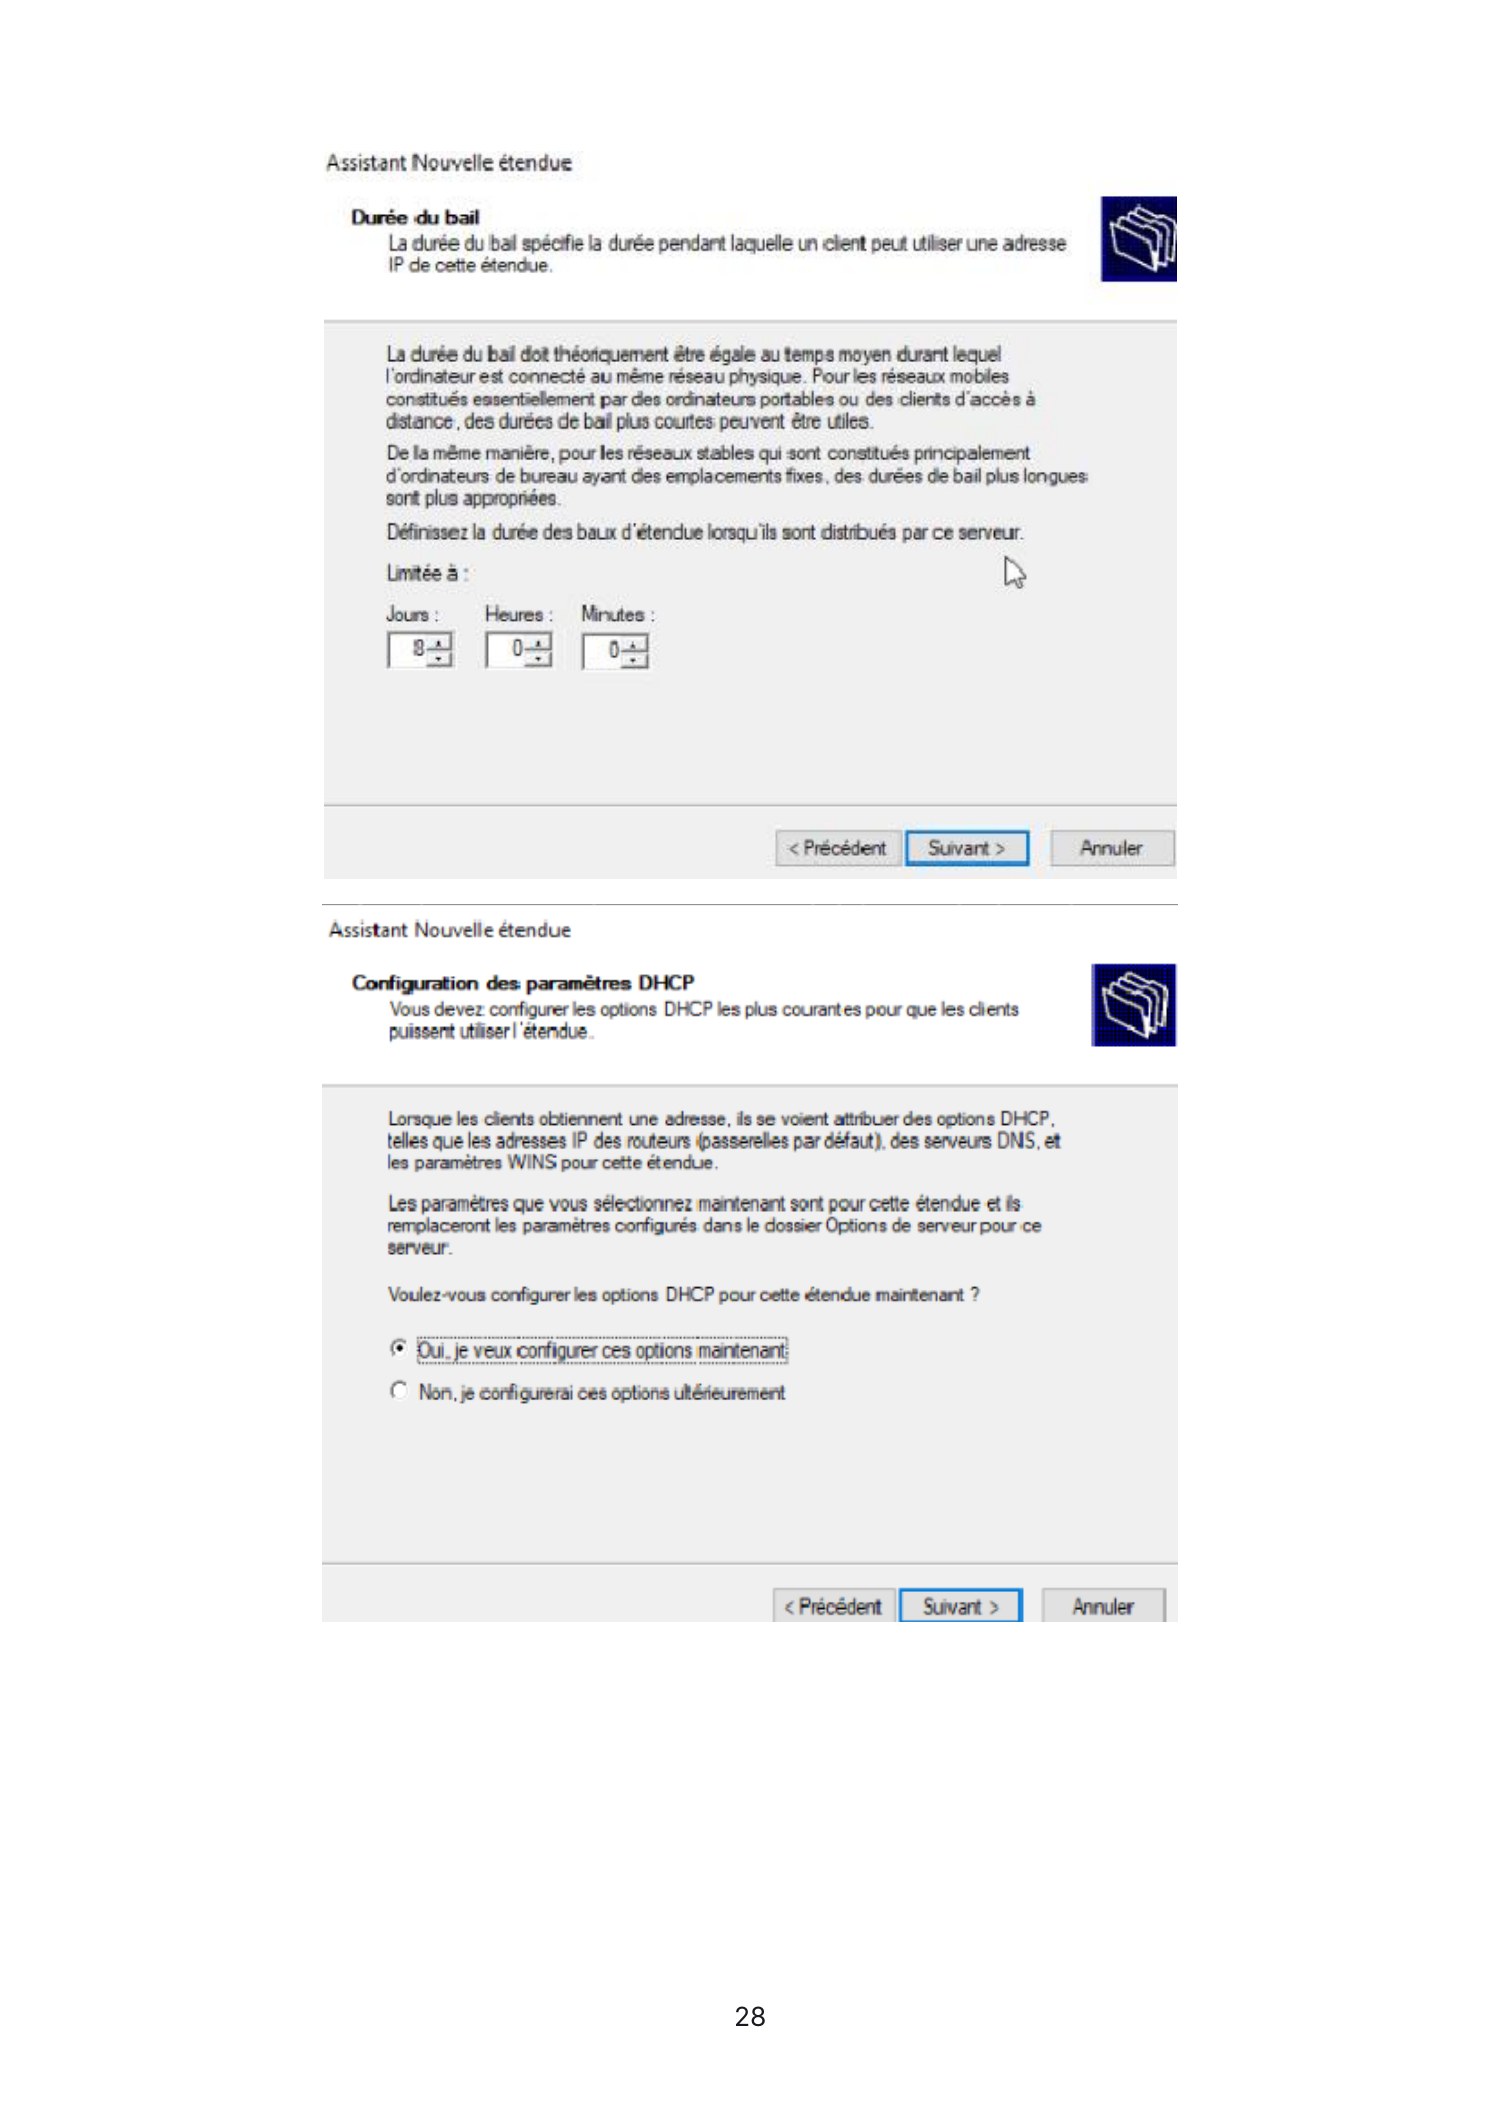 Assistant Nouvelle étendue
Durée du bail
La durée du bail spécifie la durée pendant laquelle un client peut utiliser une adresse
IP de cette étendue.
La durée du bail doit théoriquement être égale au temps moyen durant lequel
l'ordinateur est connecté au même réseau physique. Pour les réseaux mobiles
constitués essentiellement par des ordinateurs portables ou des clients d'accès à
distance, des durées de bail plus courtes peuvent être utiles.
De la même manière, pour les réseaux stables qui sont constitués principalement
d'ordinateurs de bureau ayant des emplacements fixes, des durées de bail plus longues
sont plus appropriées.
Définissez la durée des baux d'étendue lorsqu'ils sont distribués par ce serveur.
Limitée à :
Jours : Heures : Minutes :
8 0 0
< Précédent Suivant > Annuler
Assistant Nouvelle étendue
Configuration des paramètres DHCP
Vous devez configurer les options DHCP les plus courantes pour que les clients
puissent utiliser l'étendue.
Lorsque les clients obtiennent une adresse, ils se voient attribuer des options DHCP,
telles que les adresses IP des routeurs (passerelles par défaut), des serveurs DNS, et
les paramètres WINS pour cette étendue.
Les paramètres que vous sélectionnez maintenant sont pour cette étendue et ils
remplaceront les paramètres configurés dans le dossier Options de serveur pour ce
serveur.
Voulez-vous configurer les options DHCP pour cette étendue maintenant ?
Oui, je veux configurer ces options maintenant
Non, je configurerai ces options ultérieurement
< Précédent Suivant > Annuler
28